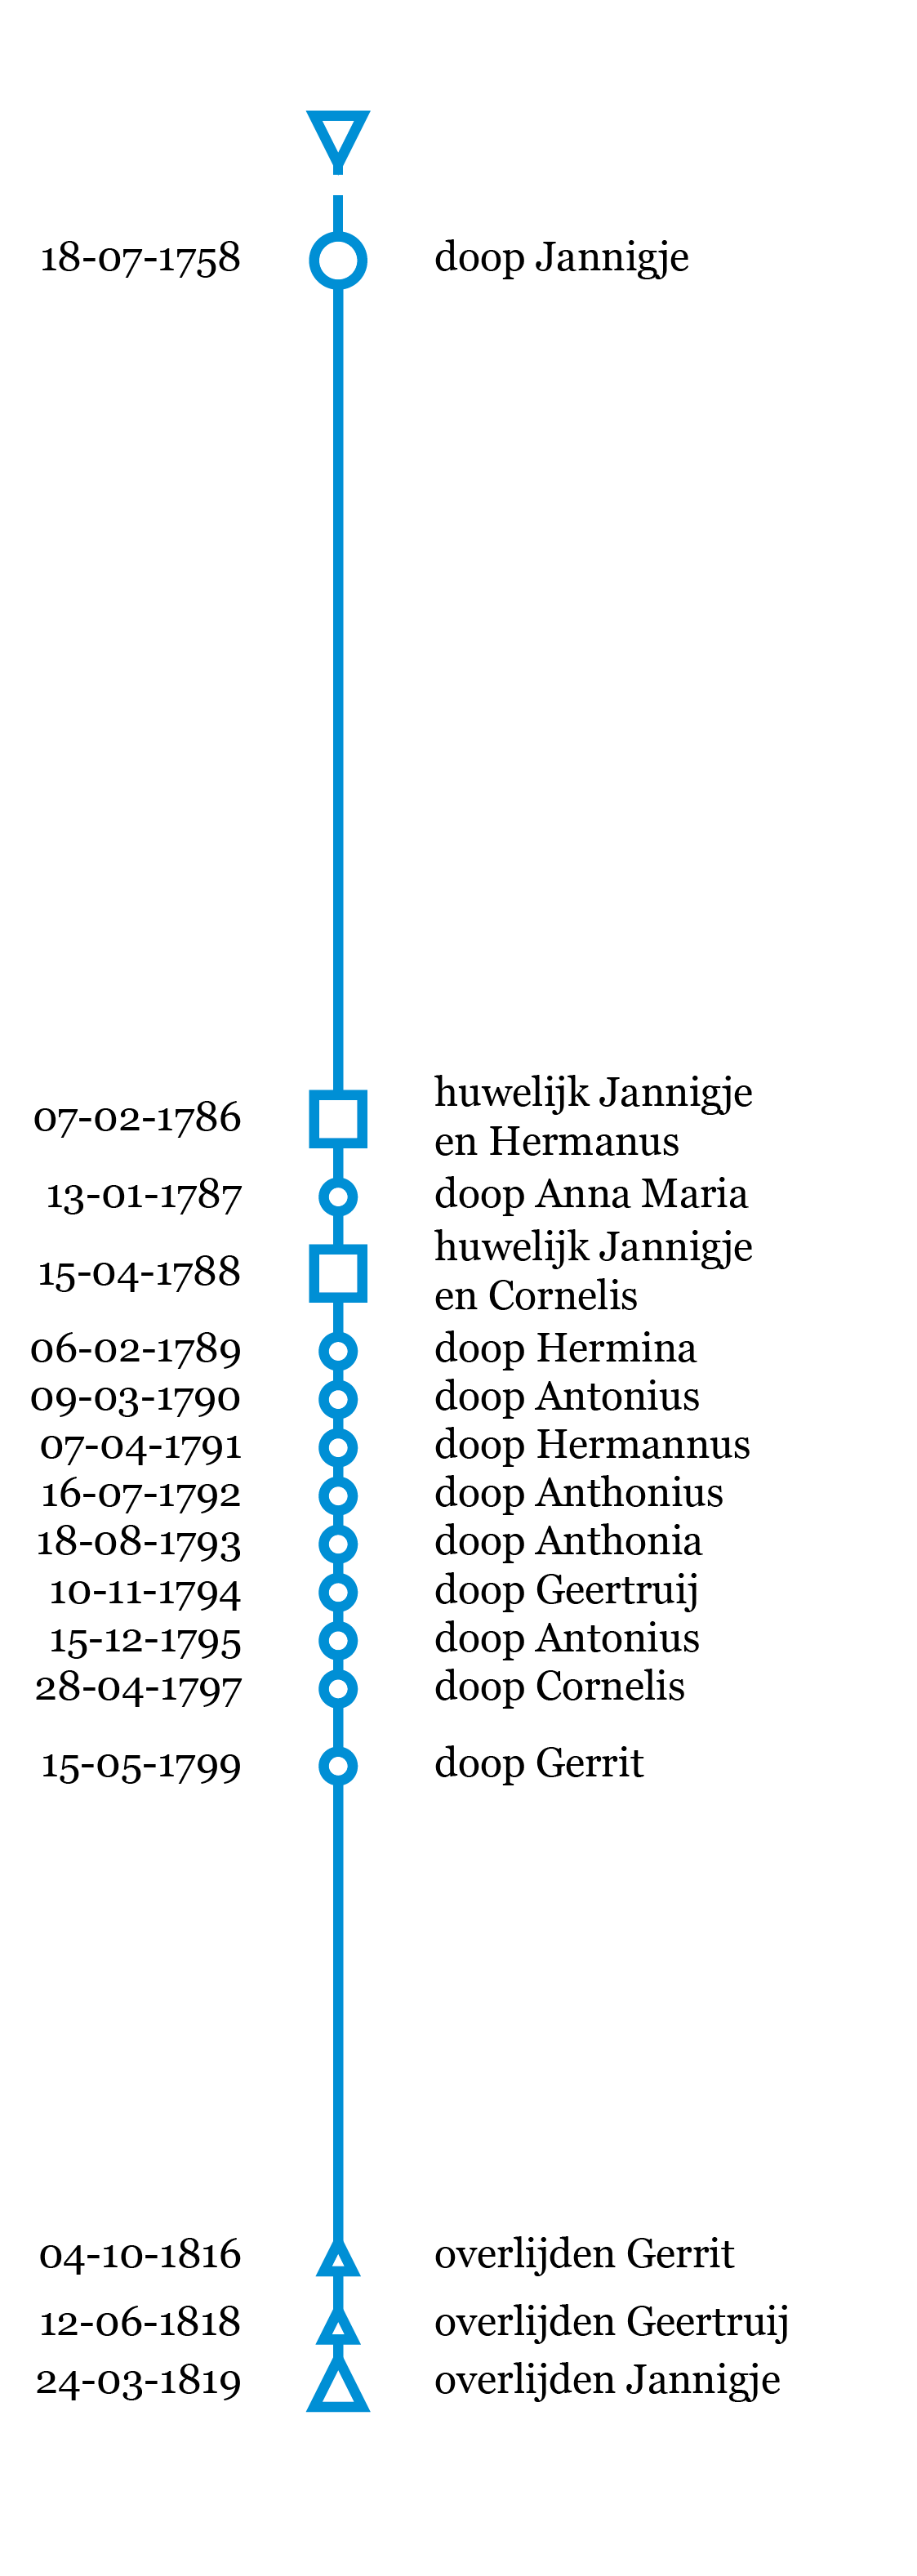 18-07-1758 doop Jannigje
07-02-1786 huwelijk Jannigje
en Hermanus
13-01-1787 doop Anna Maria
15-04-1788 huwelijk Jannigje
en Cornelis
06-02-1789 doop Hermina
09-03-1790 doop Antonius
07-04-1791 doop Hermannus
16-07-1792 doop Anthonius
18-08-1793 doop Anthonia
10-11-1794 doop Geertruij
15-12-1795 doop Antonius
28-04-1797 doop Cornelis
15-05-1799 doop Gerrit
04-10-1816 overlijden Gerrit
12-06-1818 overlijden Geertruij
24-03-1819 overlijden Jannigje